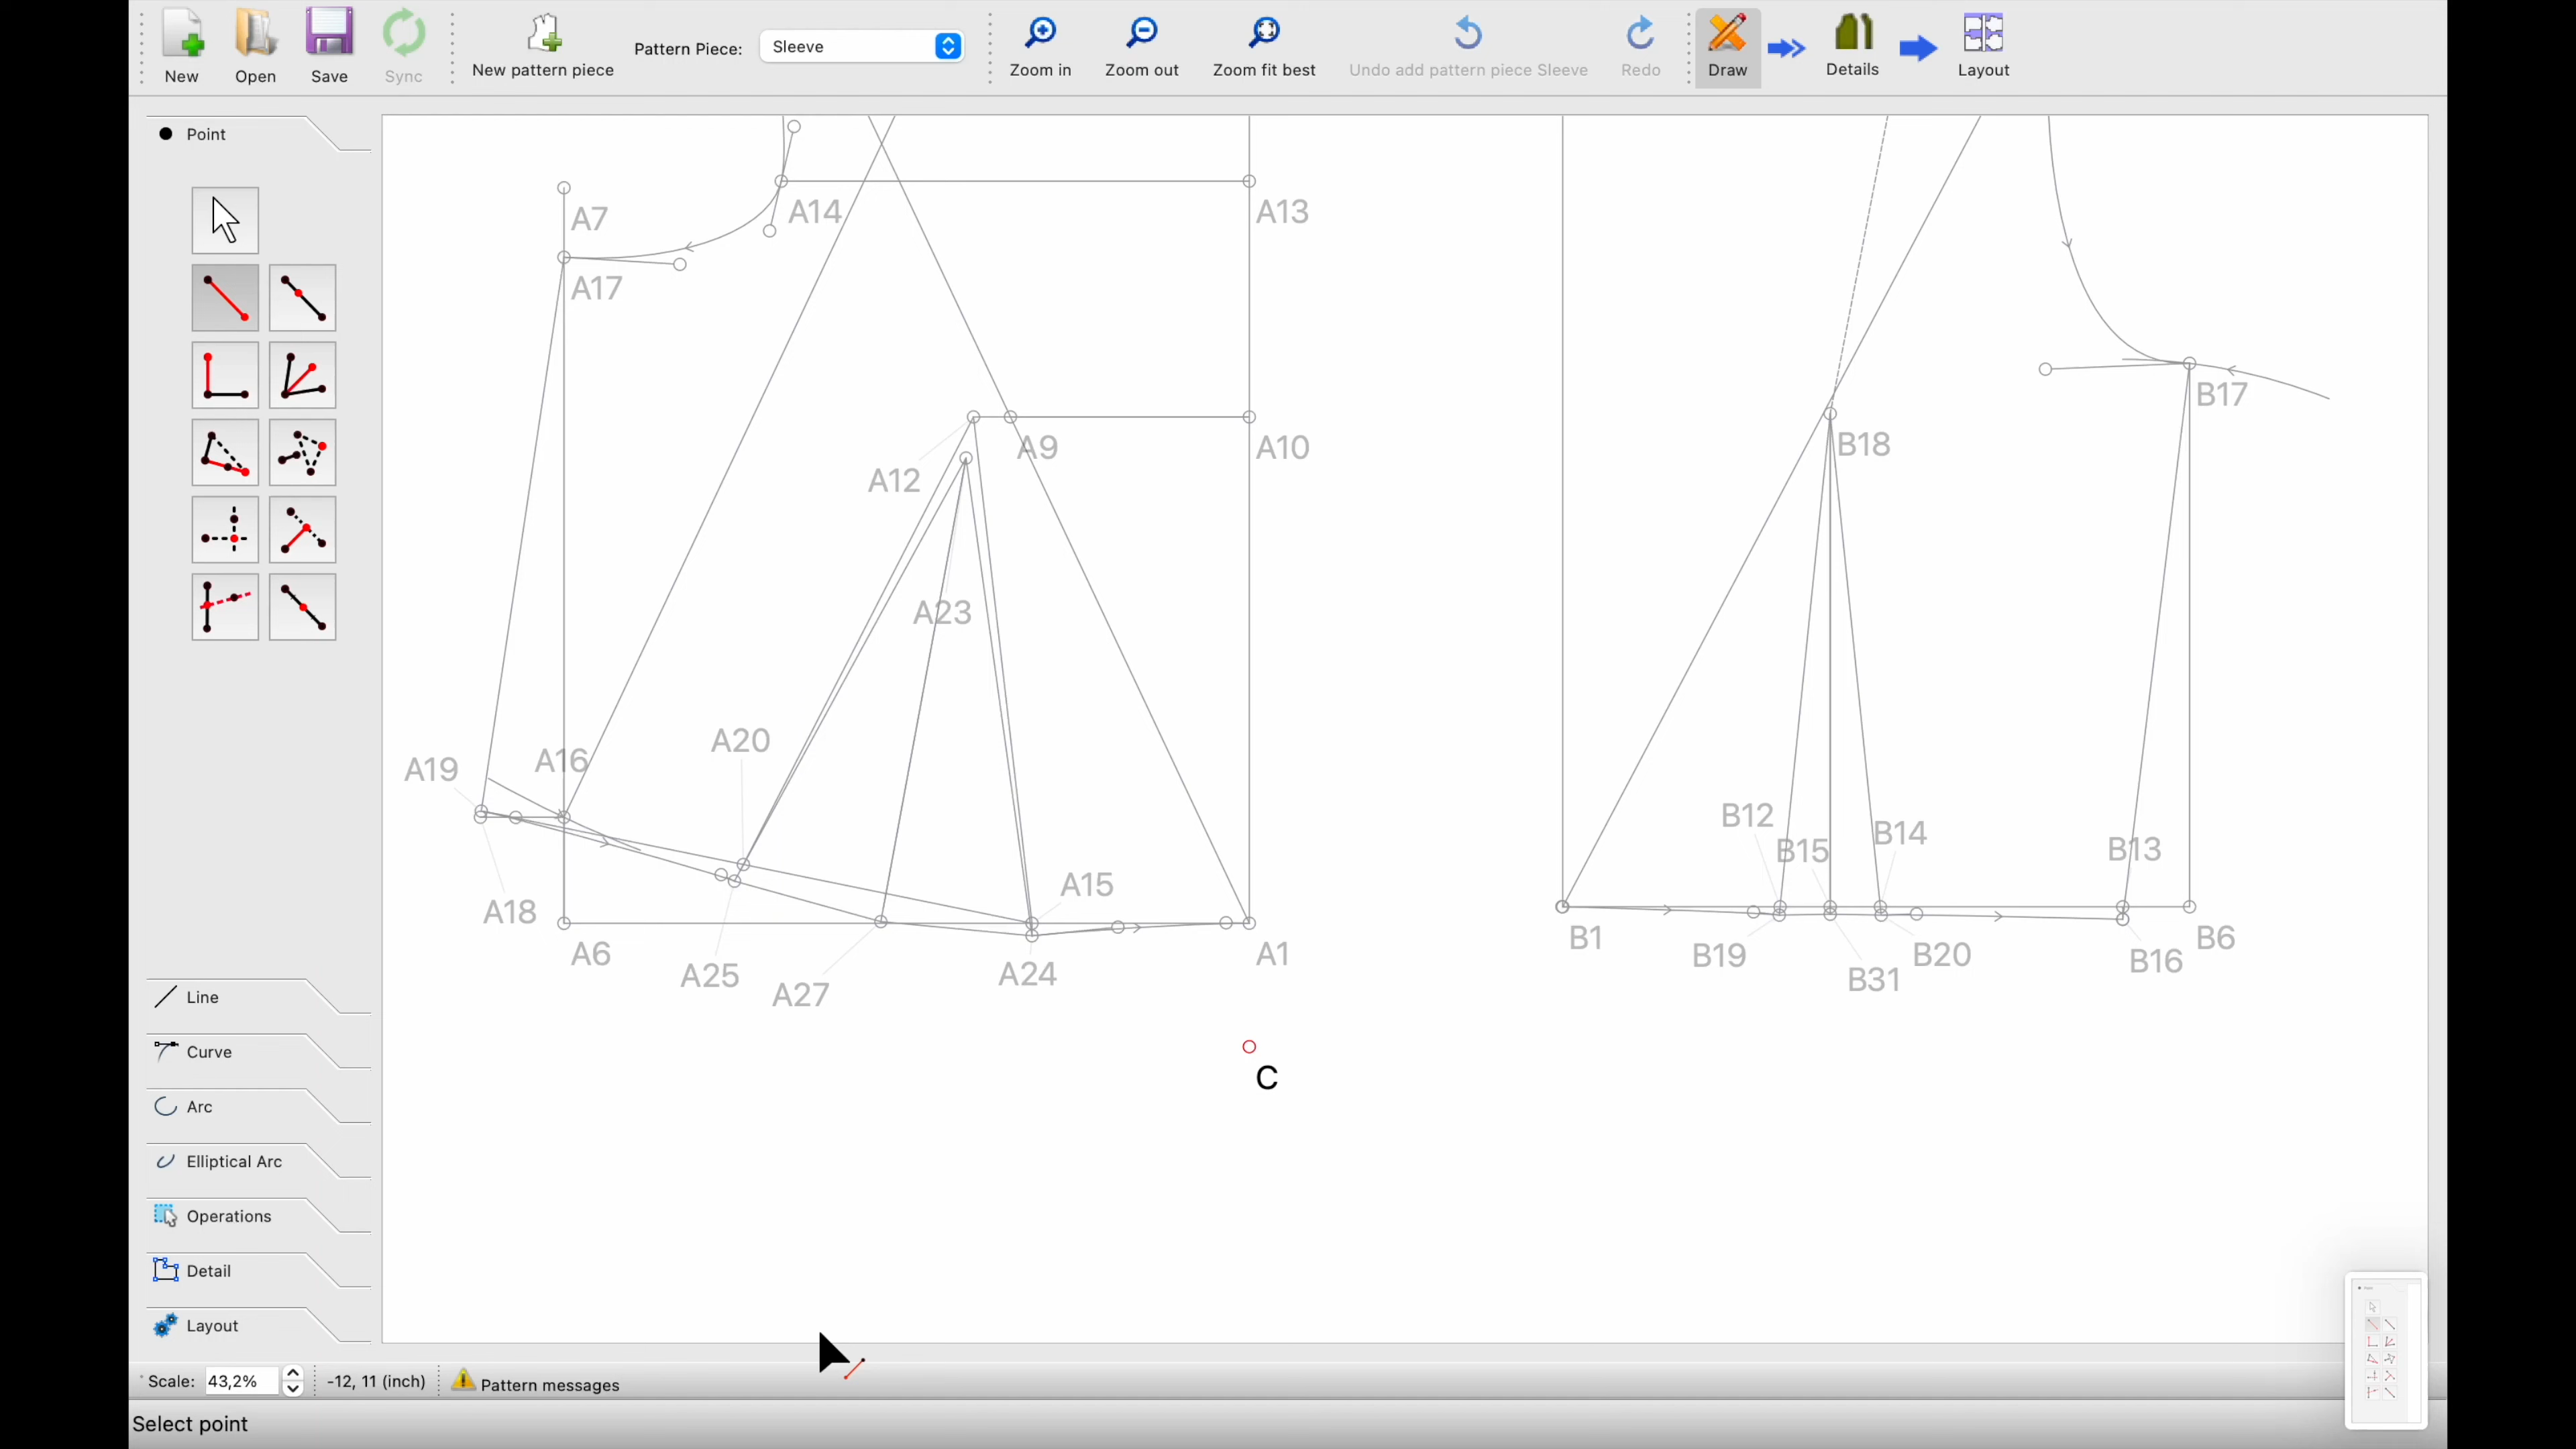 New
Open
Save
Sync
New pattern piece
Pattern Piece:
Sleeve
Zoom in
Zoom out
Zoom fit best
Undo add pattern piece Sleeve
Redo
Draw
Details
Layout
Point
A7
A14
A13
A17
B17
A9
A10
A12
B18
A23
A20
A16
A19
B12
B14
B15
B13
A15
A18
A6
A25
A27
A24
A1
B1
B19
B31
B20
B16
B6
C
Line
Curve
Arc
Elliptical Arc
Operations
Detail
Layout
Scale:
43,2%
-12, 11 (inch)
Pattern messages
Select point